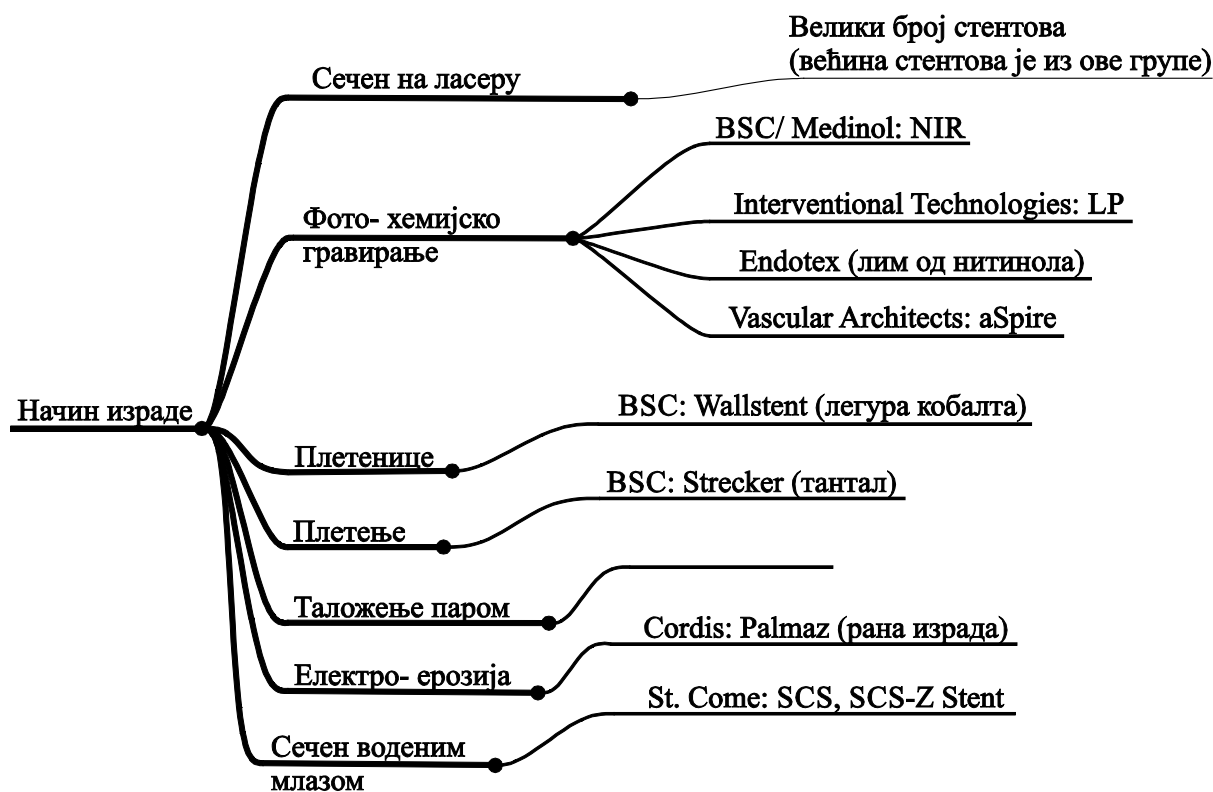 Начин израде
Сечен на ласеру
Велики број стентова
(већина стентова је из ове групе)
Фото- хемијско
гравирање
BSC/ Medinol: NIR
Interventional Technologies: LP
Endotex (лим од нитинола)
Vascular Architects: aSpire
Плетенице
BSC: Wallstent (легура кобалта)
Плетење
BSC: Strecker (тантал)
Таложење паром
Електро- ерозија
Cordis: Palmaz (рана израда)
Сечен воденим
млазом
St. Come: SCS, SCS-Z Stent